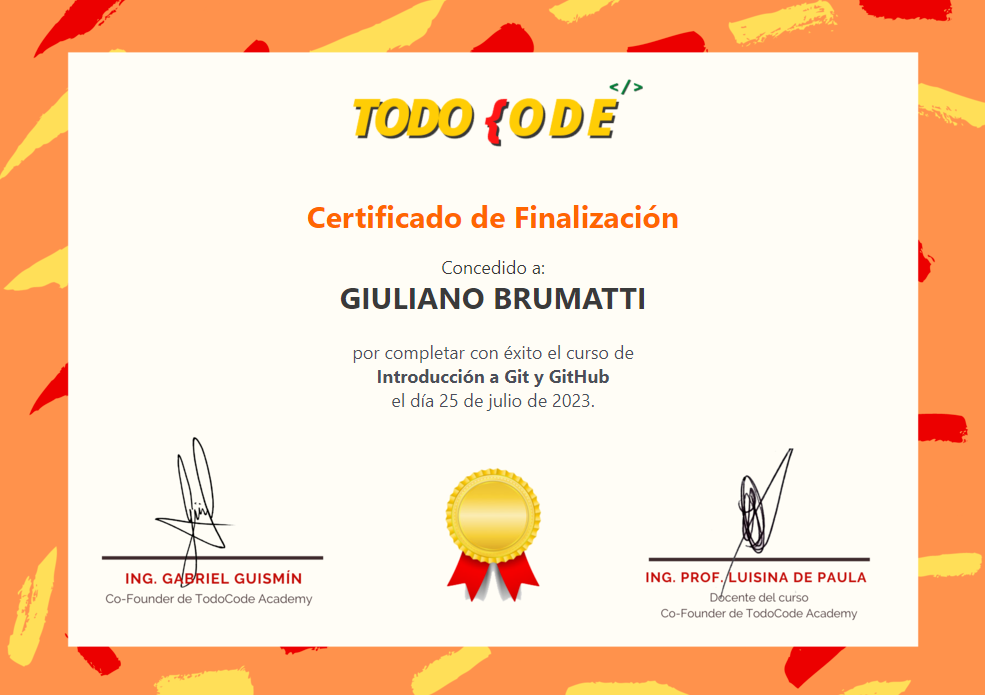 TODO {ODE </>
Certificado de Finalización
Concedido a:
GIULIANO BRUMATTI
por completar con éxito el curso de
Introducción a Git y GitHub
el día 25 de julio de 2023.
ING. GABRIEL GUISMÍN
Co-Founder de TodoCode Academy
ING. PROF. LUISINA DE PAULA
Docente del curso
Co-Founder de TodoCode Academy